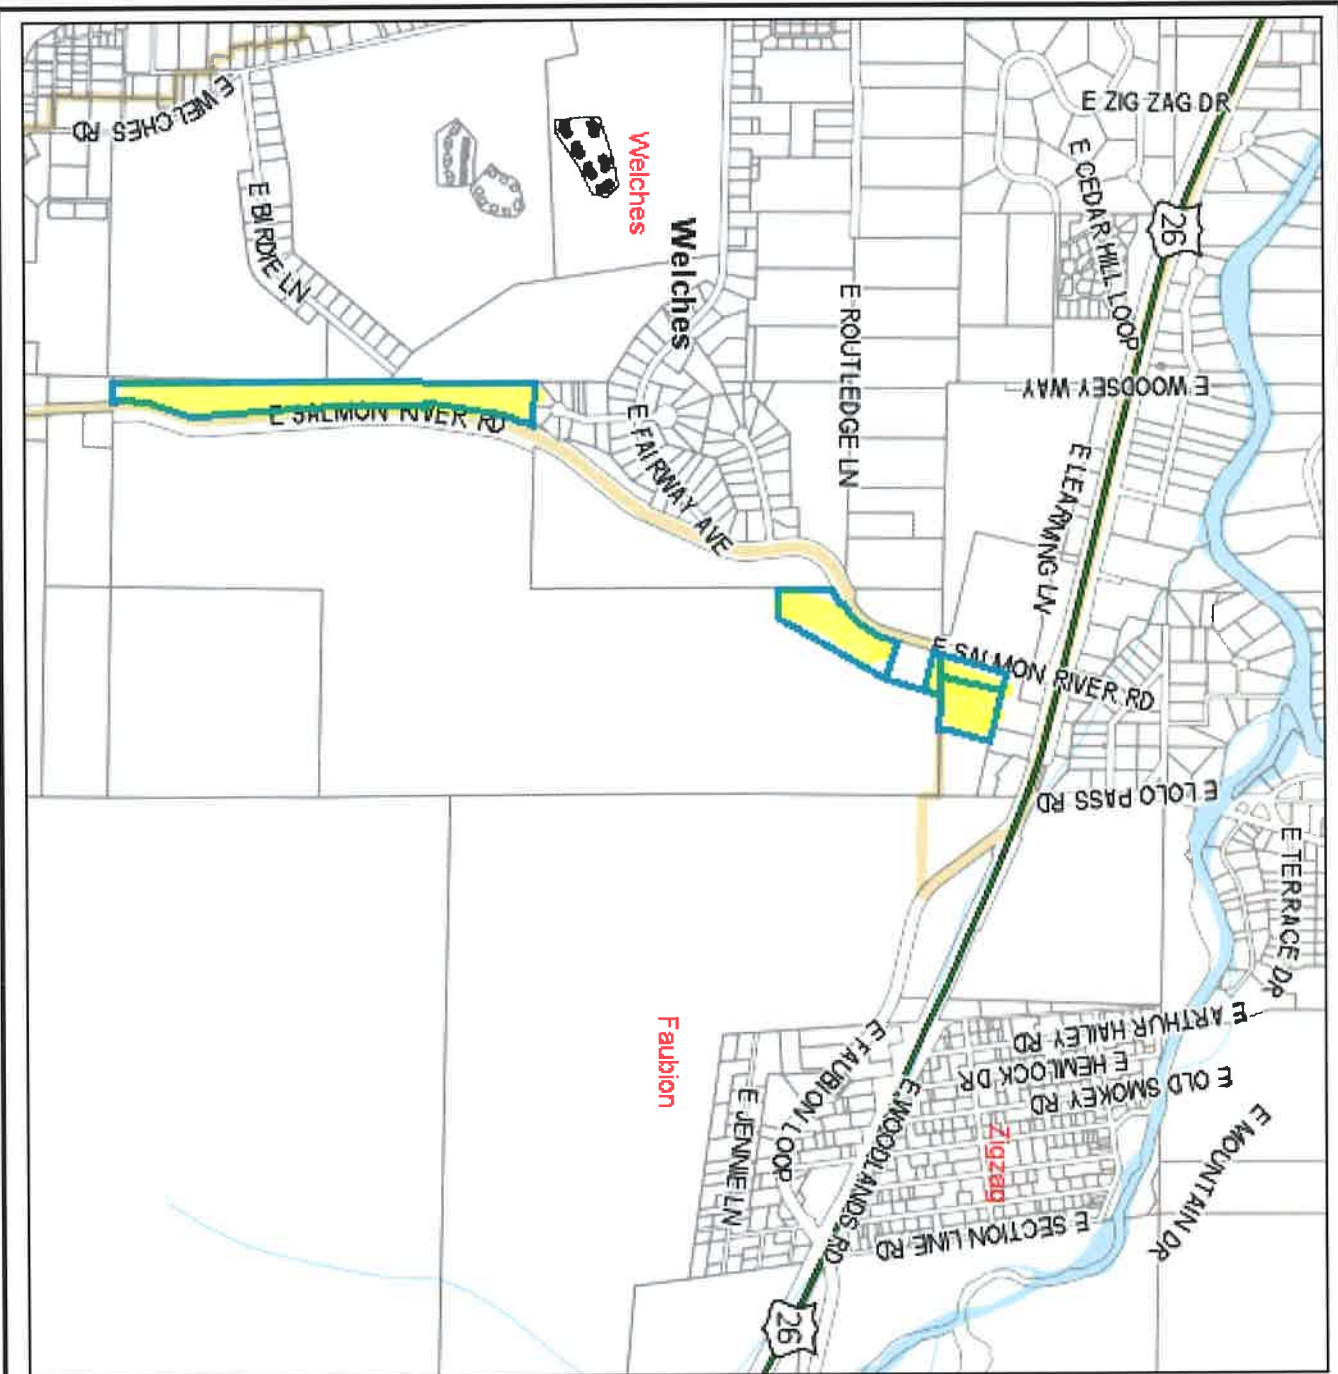 E ZIG ZAG DR
E WELCHES RD
Welches
E CEDAR HILL LOOP
26
E BIRDIE LN
Welches
E ROUTLEDGE LN
E WOODSEY WAY
E SALMON RIVER RD
E FAIRWAY AVE
E LEARNING LN
E SALMON RIVER RD
E LOLO PASS RD
E TERRACE DR
E ARTHUR HAILEY RD
E HEMLOCK DR
E OLD SMOKEY RD
E FAUBION LOOP
Faubion
E JENNIE LN
E WOODLANDS RD
Zigzag
E MOUNTAIN DR
E SECTION LINE RD
26